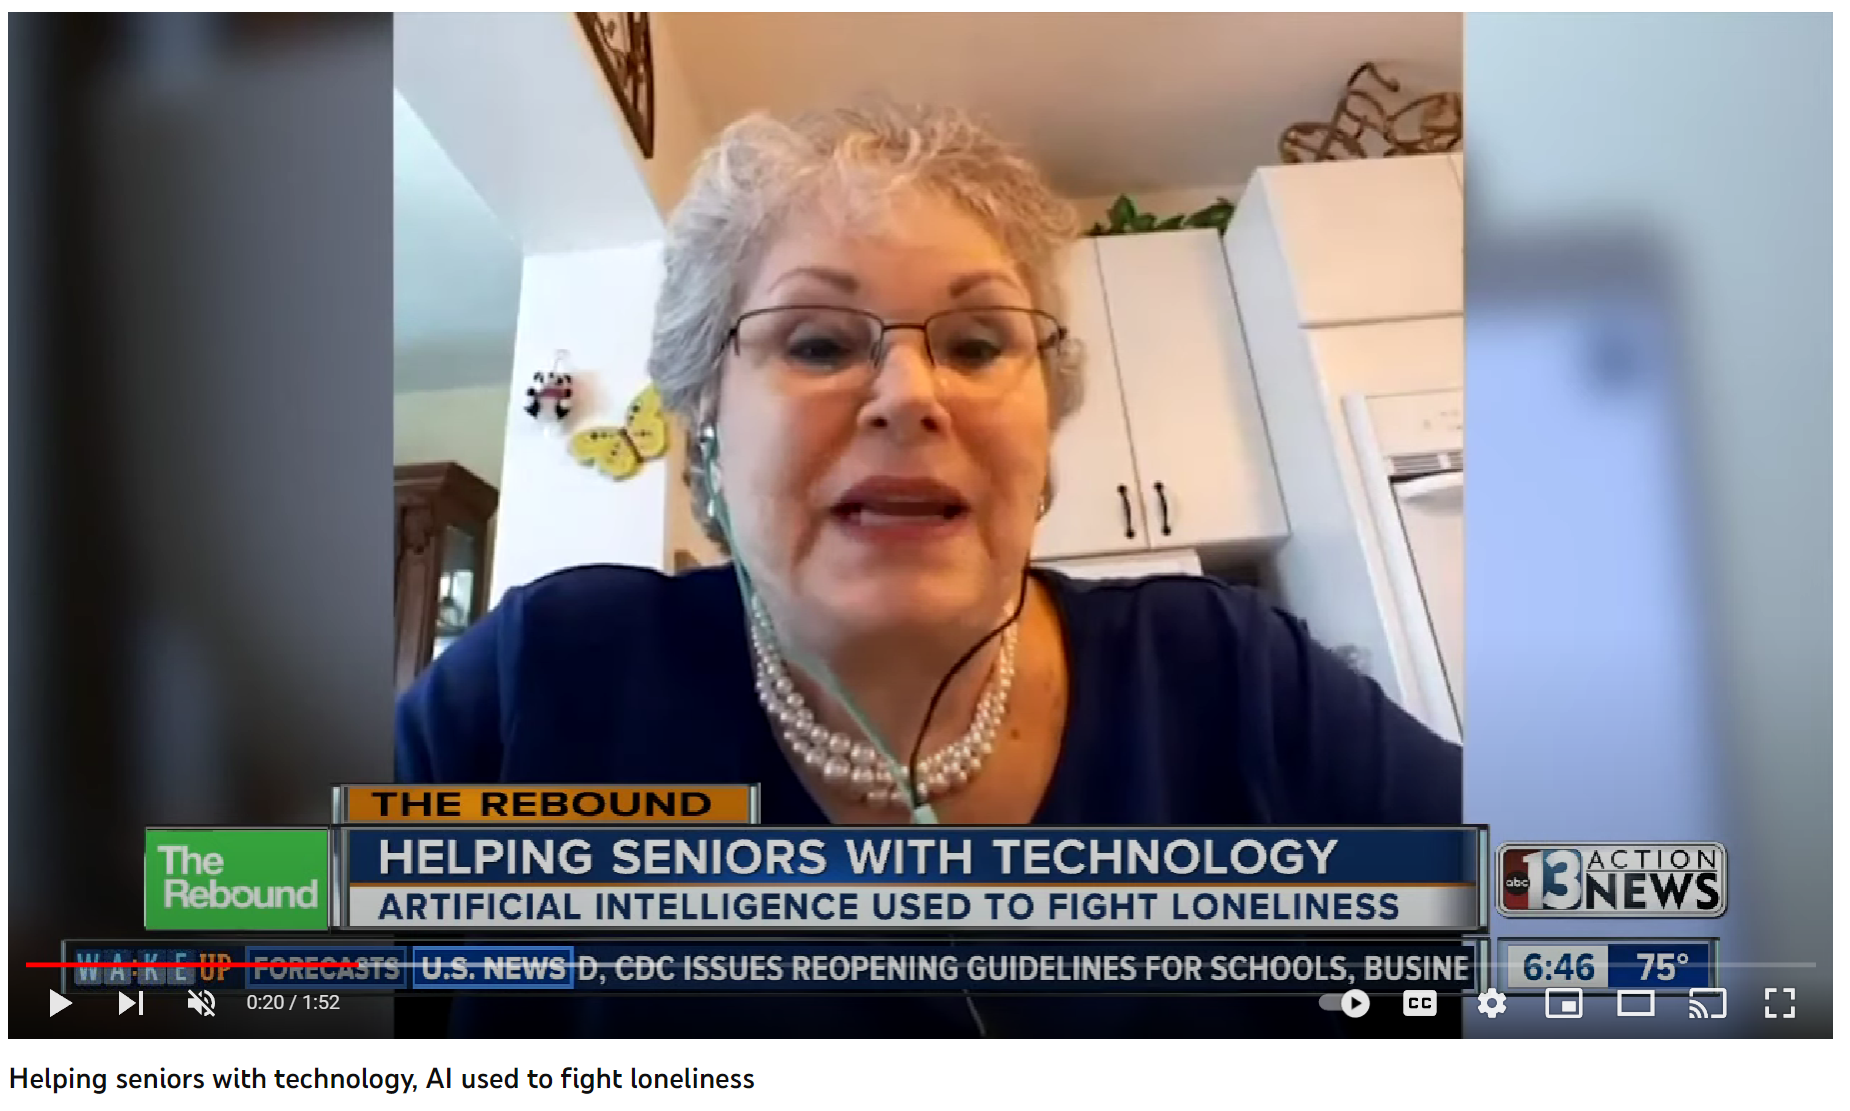 THE REBOUND
The
Rebound
HELPING SENIORS WITH TECHNOLOGY
ARTIFICIAL INTELLIGENCE USED TO FIGHT LONELINESS
abc 13 ACTION
NEWS
WAKE UP FORECASTS U.S. NEWS D, CDC ISSUES REOPENING GUIDELINES FOR SCHOOLS, BUSINE 6:46 75°
0:20 / 1:52 CC
Helping seniors with technology, AI used to fight loneliness